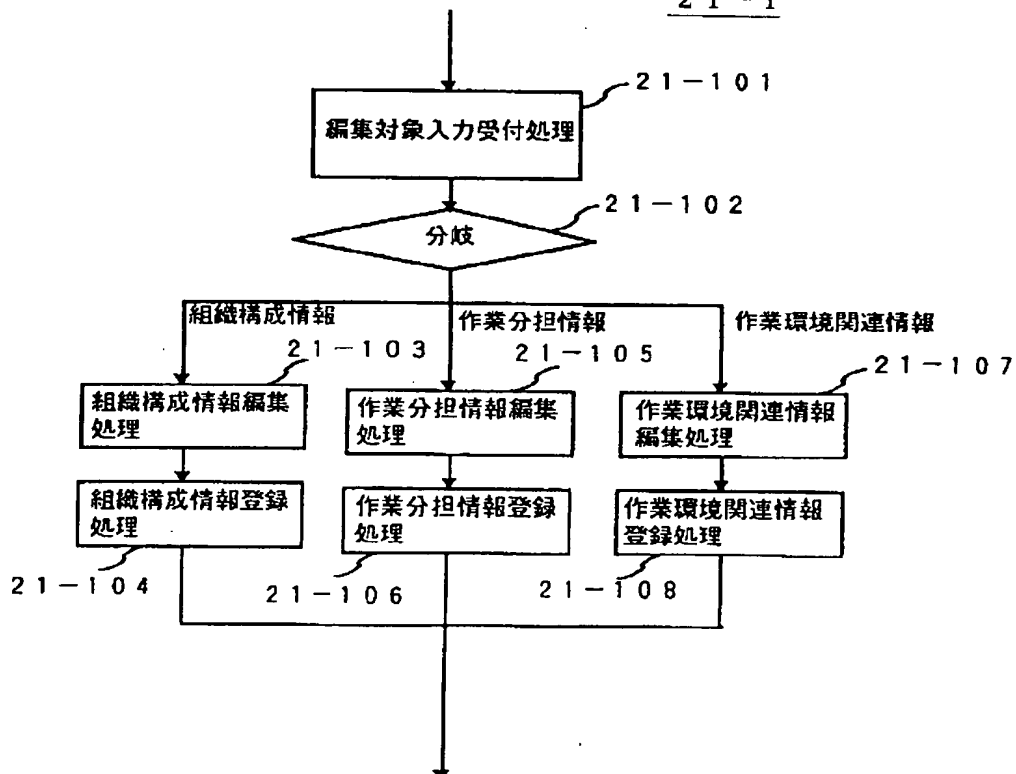 21-1
21-101
編集対象入力受付処理
21-102
分岐
組織構成情報
作業分担情報
作業環境関連情報
21-103
21-105
21-107
組織構成情報編集
処理
作業分担情報編集
処理
作業環境関連情報
編集処理
組織構成情報登録
処理
作業分担情報登録
処理
作業環境関連情報
登録処理
21-104
21-106
21-108